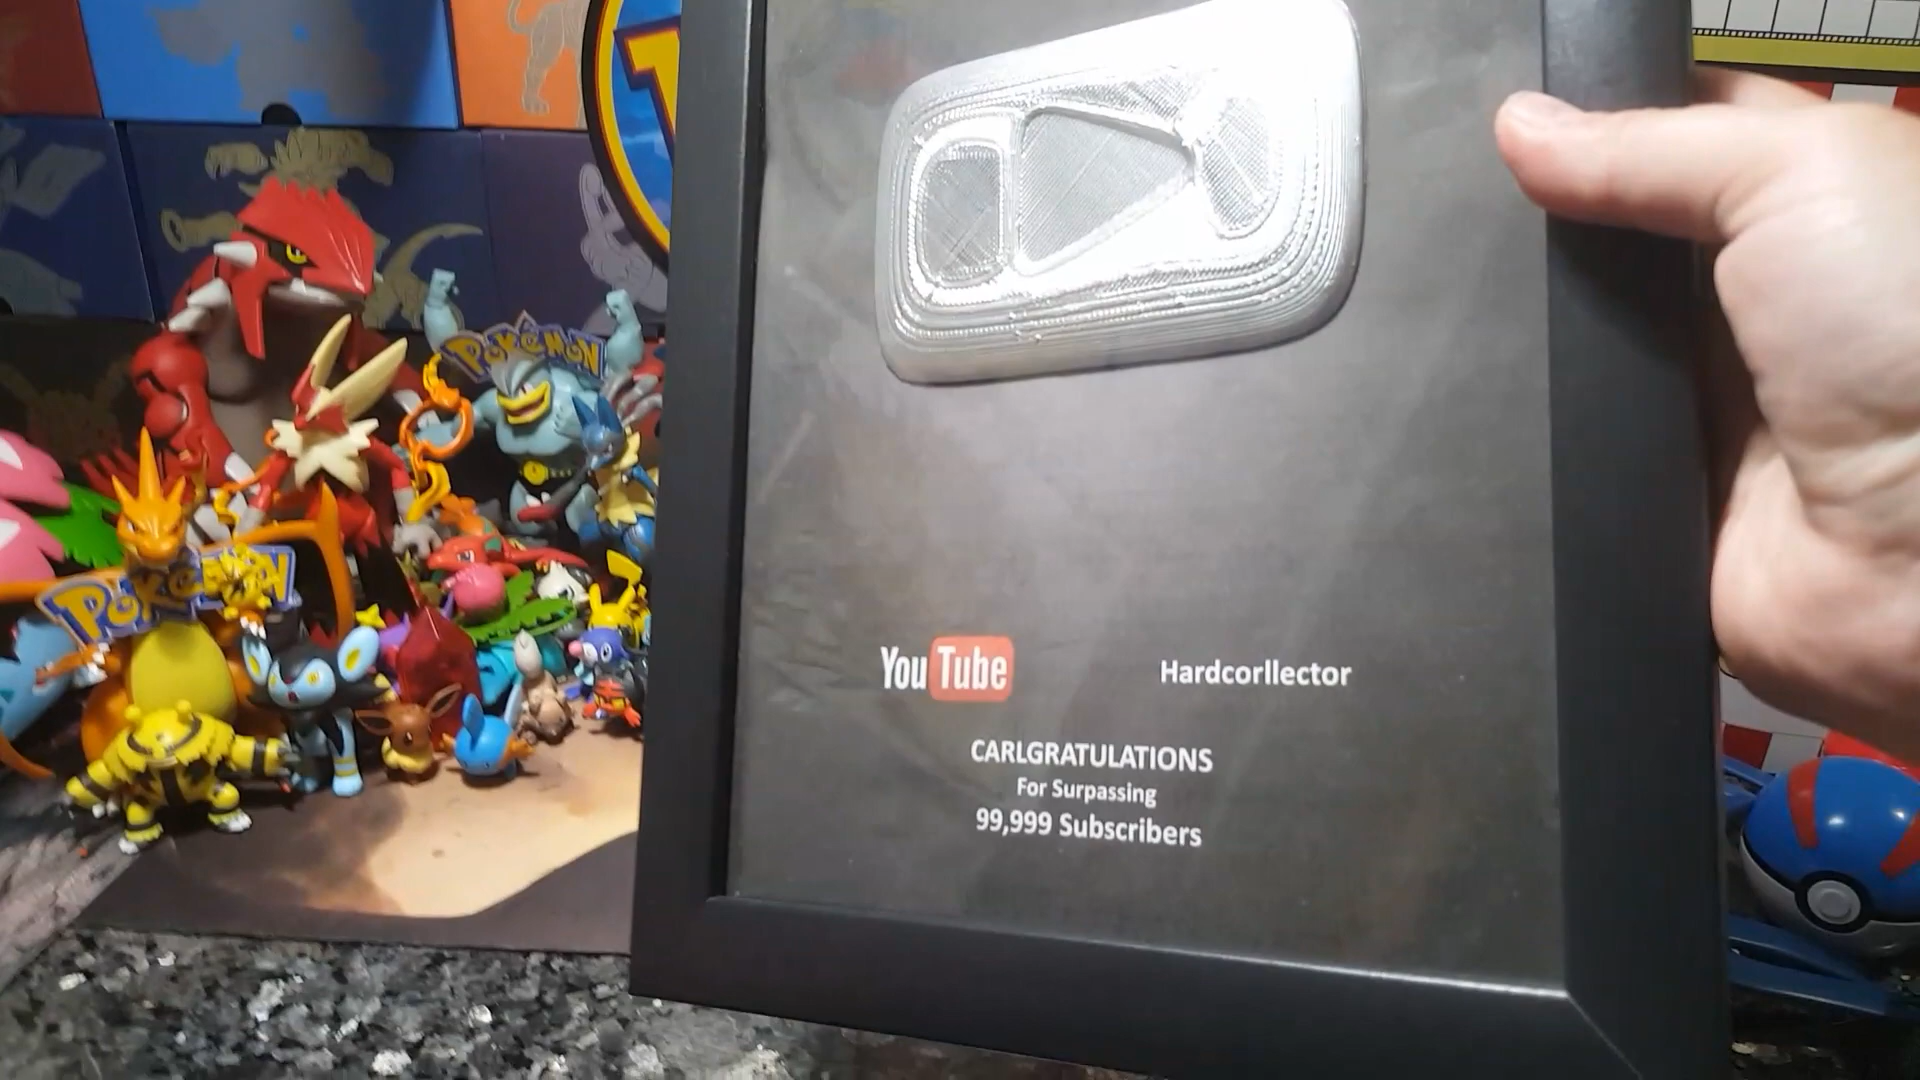 POKÉMON
POKÉMON
YouTube
Hardcorllector
CARLGRATULATIONS
For Surpassing
99,999 Subscribers